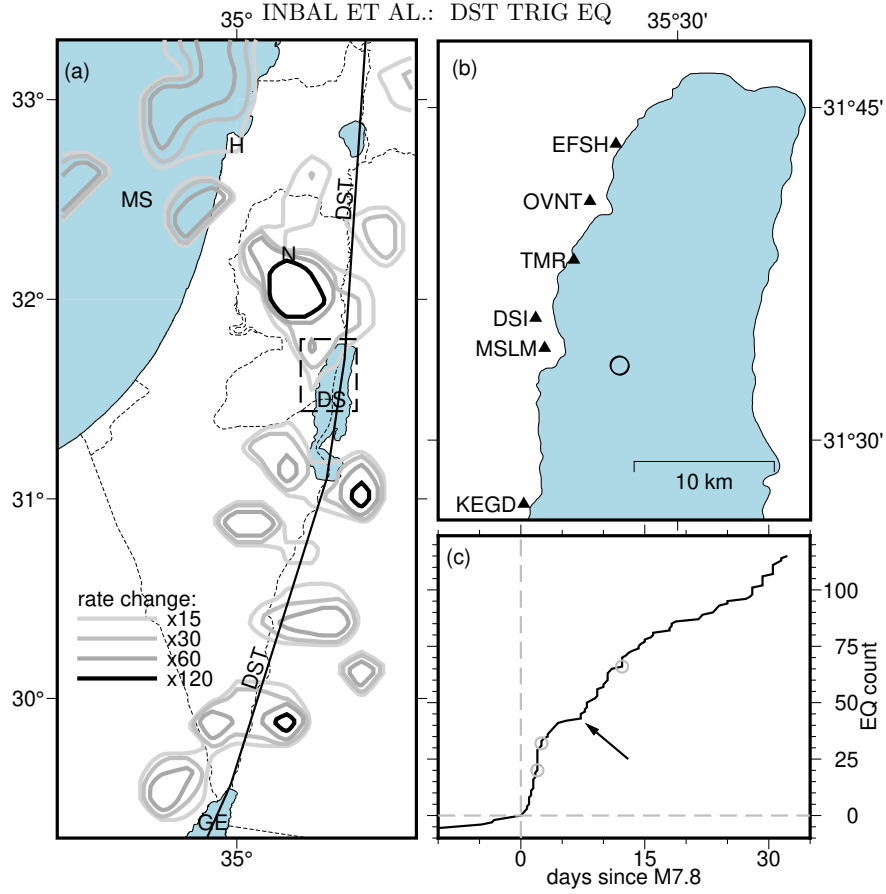 INBAL ET AL.: DST TRIG EQ
35°
35°30'
(a)
33°
H
MS
DST
N
32°
DS
31°
rate change:
x15
x30
x60
x120
DST
30°
GE
35°
(b)
31°45'
EFSH
OVNT
TMR
DSI
MSLM
31°30'
10 km
KEGD
(c)
100
75
50
25
0
EQ count
0 15 30
days since M7.8